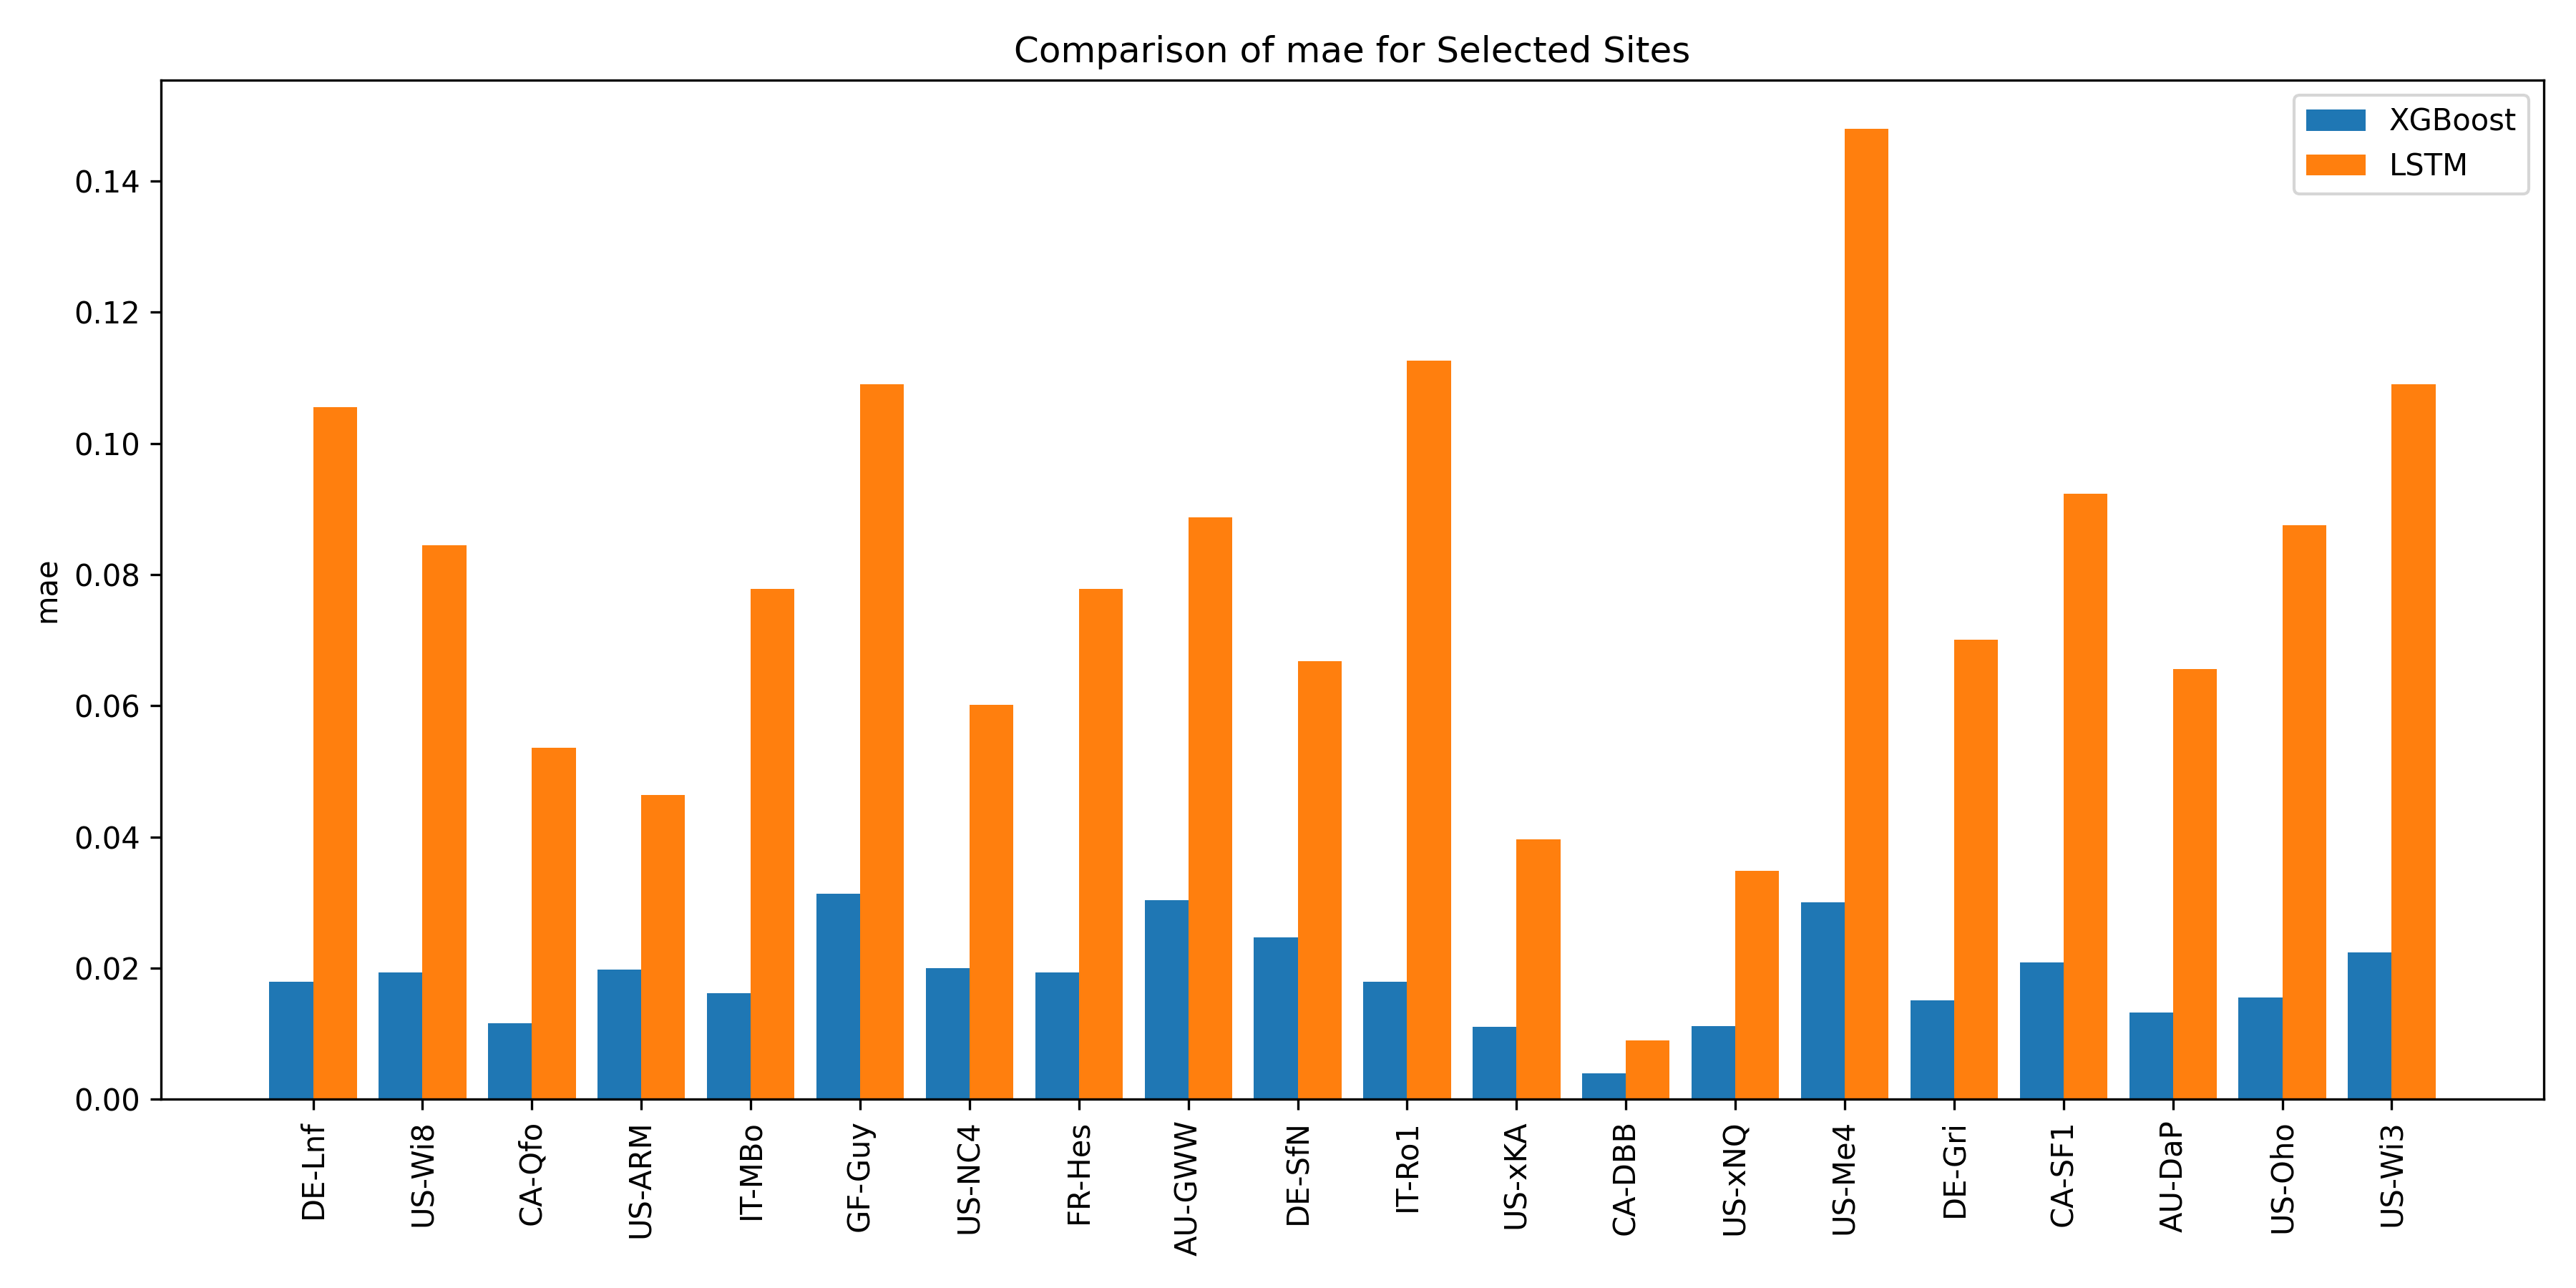 Comparison of mae for Selected Sites
XGBoost
LSTM
mae
0.14
0.12
0.10
0.08
0.06
0.04
0.02
0.00
DE-Lnf
US-Wi8
CA-Qfo
US-ARM
IT-MBo
GF-Guy
US-NC4
FR-Hes
AU-GWW
DE-SfN
IT-Ro1
US-xKA
CA-DBB
US-xNQ
US-Me4
DE-Gri
CA-SF1
AU-DaP
US-Oho
US-Wi3